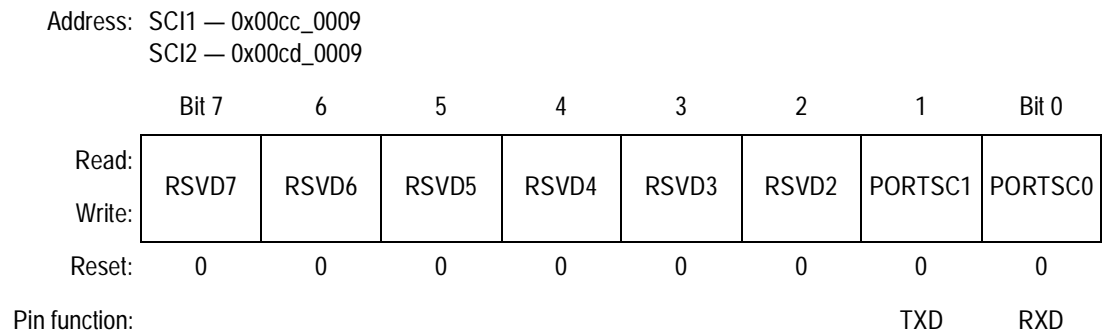 Address: SCI1 — 0x00cc_0009
SCI2 — 0x00cd_0009
Bit 7 6 5 4 3 2 1 Bit 0
Read:
RSVD7 RSVD6 RSVD5 RSVD4 RSVD3 RSVD2 PORTSC1 PORTSC0
Write:
Reset: 0 0 0 0 0 0 0 0
Pin function: TXD RXD